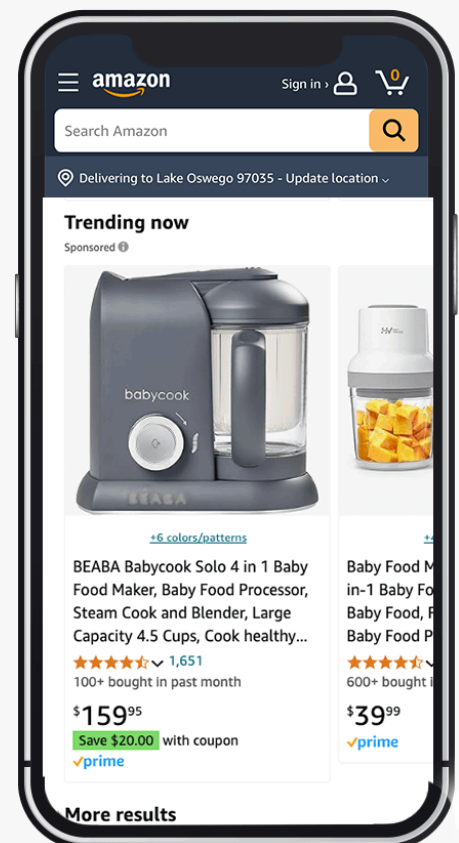 amazon
Sign in ›
0
Search Amazon
Delivering to Lake Oswego 97035 - Update location
Trending now
Sponsored
babycook
BEABA
+6 colors/patterns
BEABA Babycook Solo 4 in 1 Baby
Food Maker, Baby Food Processor,
Steam Cook and Blender, Large
Capacity 4.5 Cups, Cook healthy...
1,651
100+ bought in past month
$159.95
Save $20.00 with coupon
prime
+4
Baby Food M
in-1 Baby Fo
Baby Food, F
Baby Food P
600+ bought i
$39.99
prime
More results